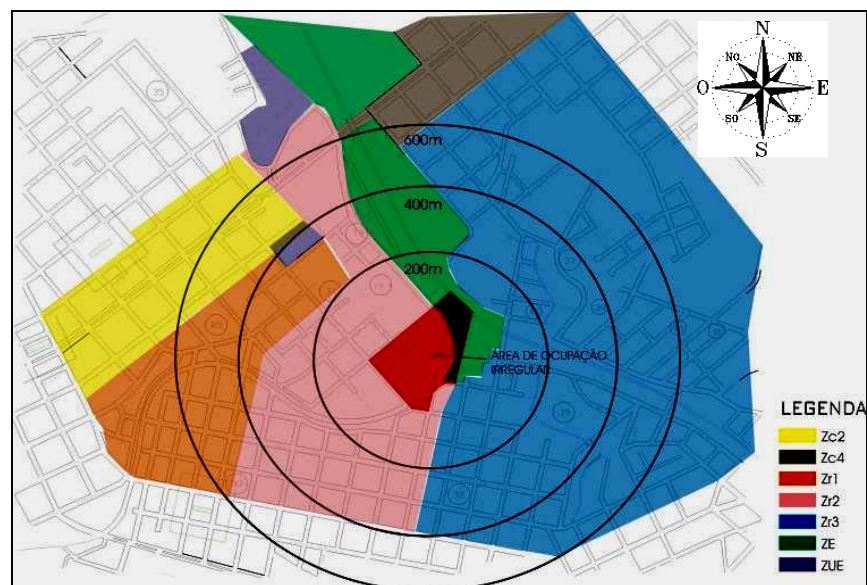 N
NO
NE
O
E
SO
SE
S
600m
400m
200m
ÁREA DE OCUPAÇÃO
IRREGULAR
35
LEGENDA
Zc2
Zc4
Zr1
Zr2
Zr3
ZE
ZUE